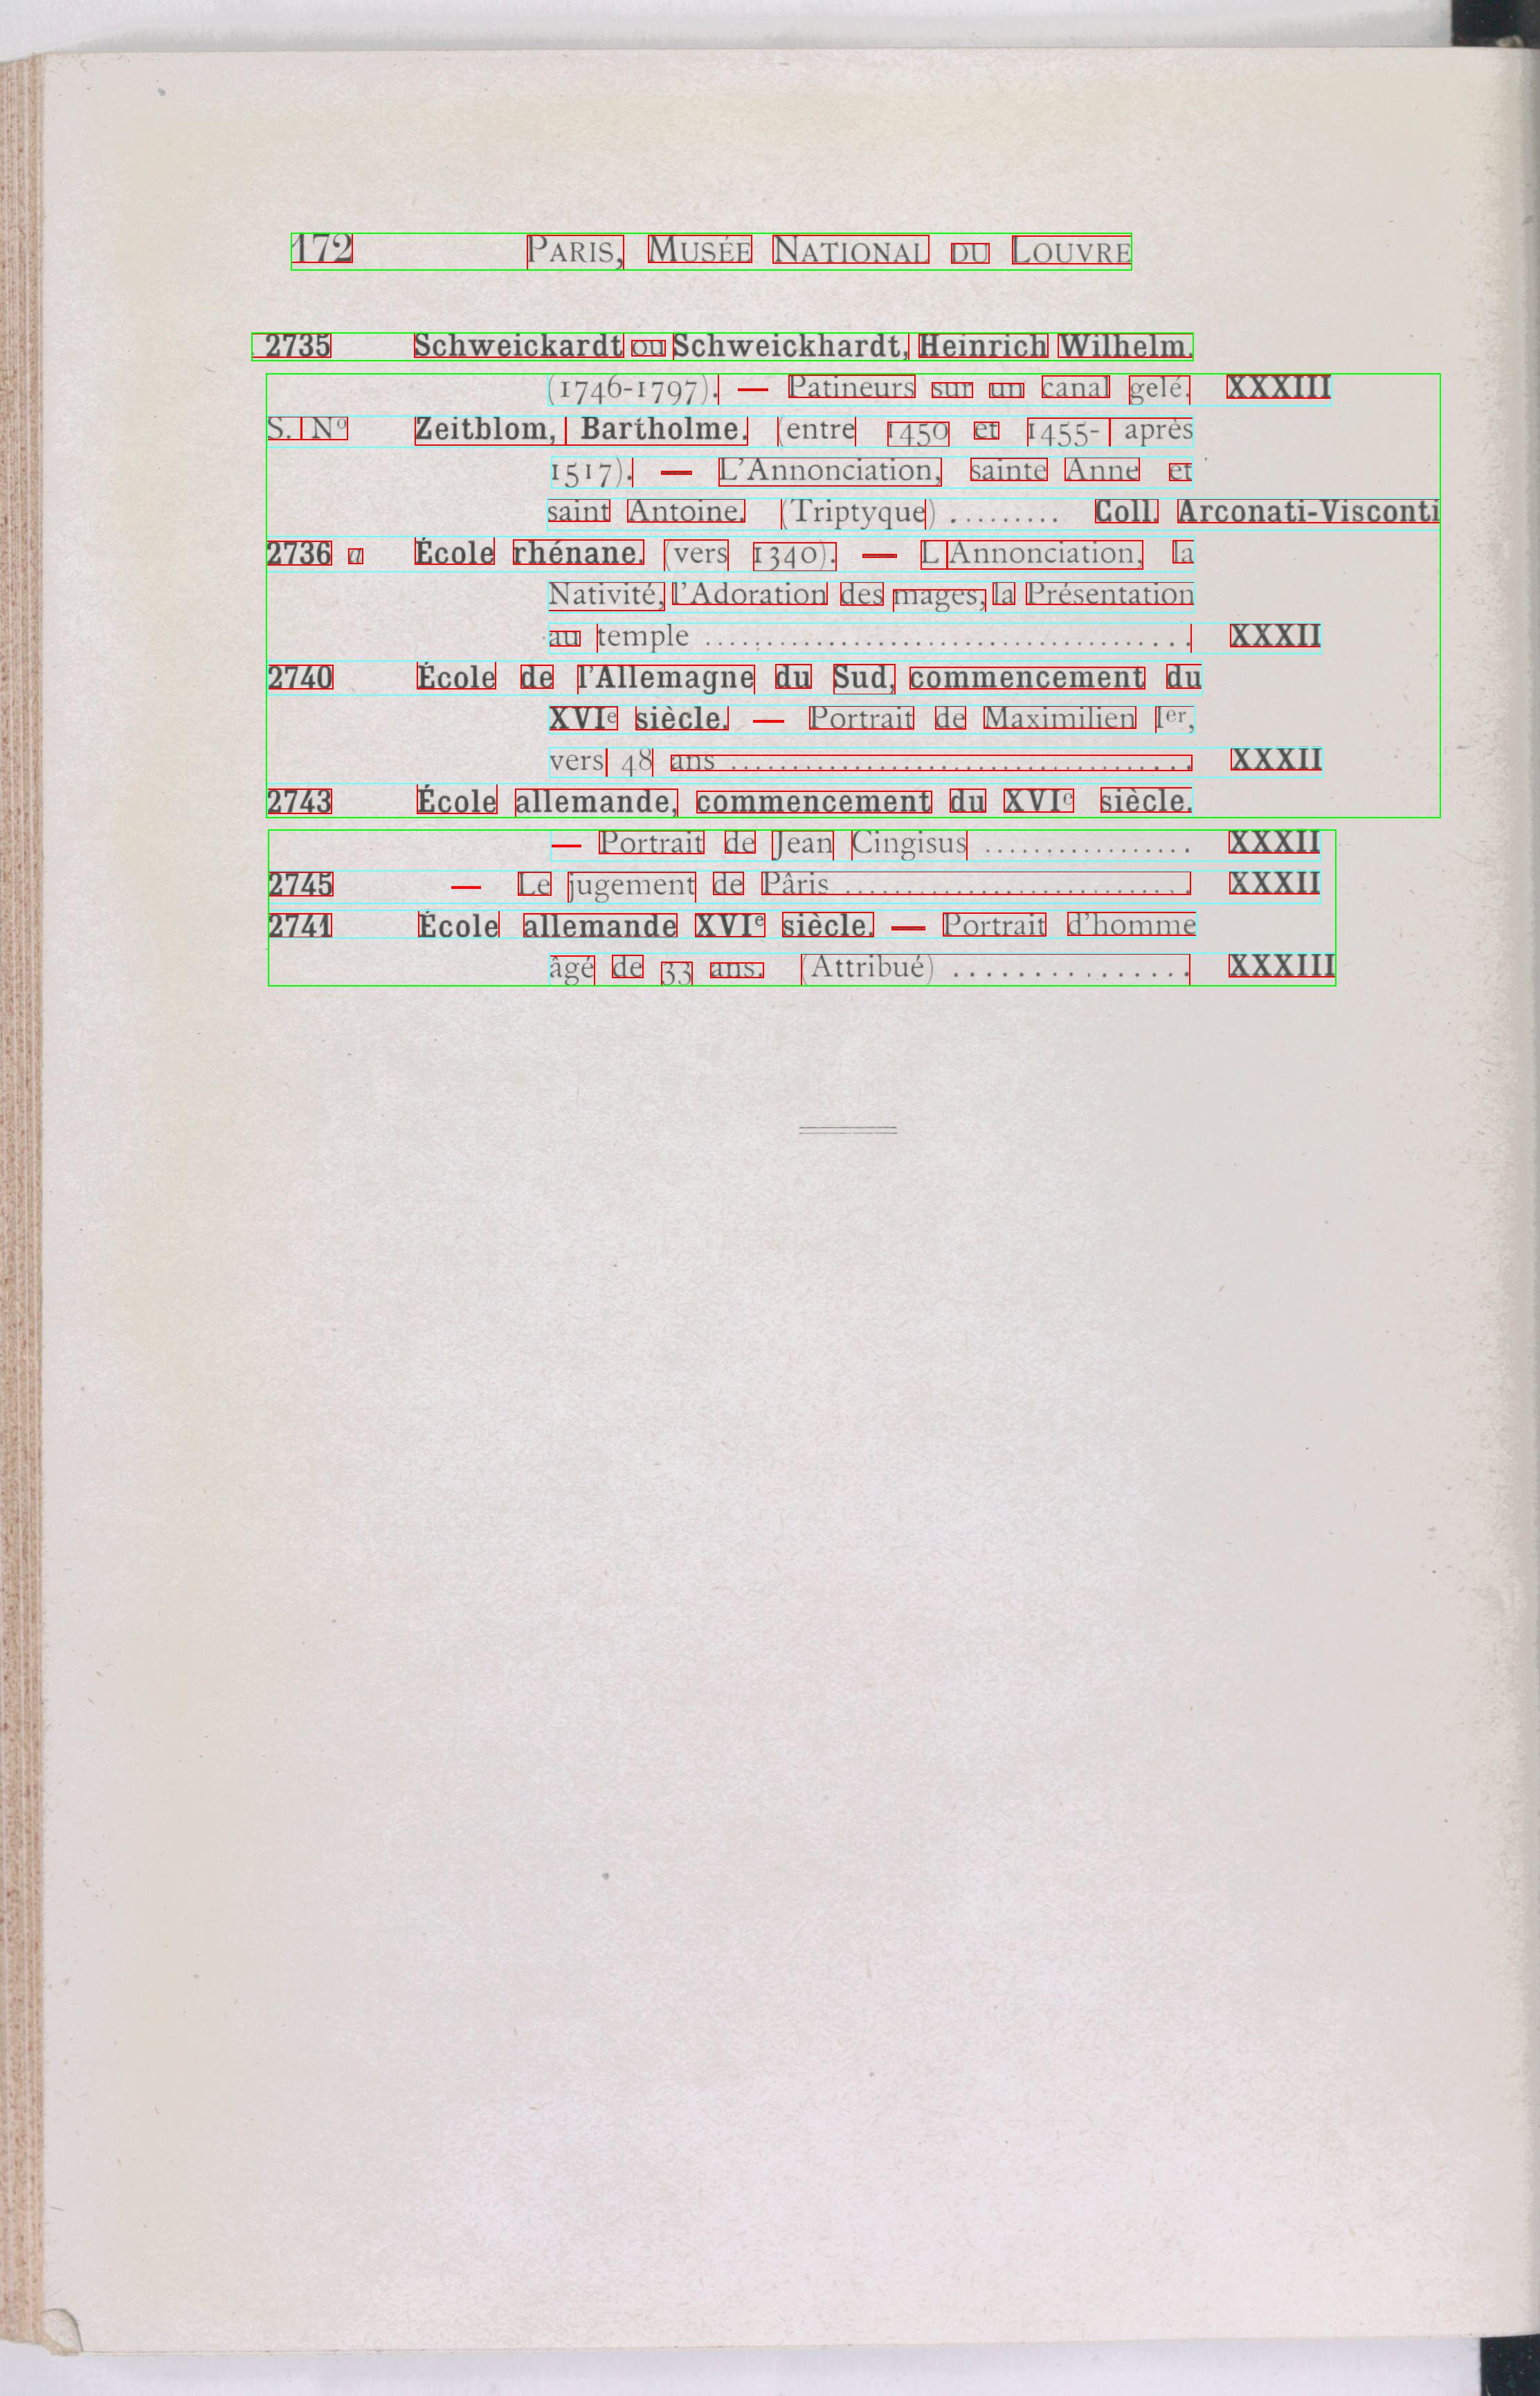 172 PARIS, MUSÉE NATIONAL DU LOUVRE
2735 Schweickardt ou Schweickhardt, Heinrich Wilhelm.
(1746-1797). — Patineurs sur un canal gelé. XXXIII
S. Nº Zeitblom, Bartholme. (entre 1450 et 1455- après
1517). — L'Annonciation, sainte Anne et
saint Antoine. (Triptyque) ......... Coll. Arconati-Visconti
2736 a École rhénane. (vers 1340). — L'Annonciation, la
Nativité, l'Adoration des mages, la Présentation
au temple ........................................ XXXII
2740 École de l'Allemagne du Sud, commencement du
XVIe siècle. — Portrait de Maximilien Ier,
vers 48 ans ...................................... XXXII
2743 École allemande, commencement du XVIe siècle.
— Portrait de Jean Cingisus ................. XXXII
2745 — Le jugement de Pâris ............................. XXXII
2741 École allemande XVIe siècle. — Portrait d'homme
âgé de 33 ans. (Attribué) ................ XXXIII